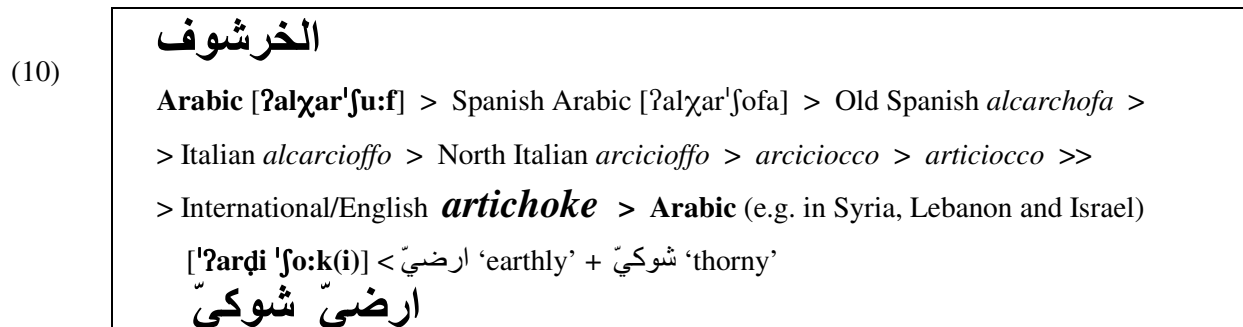 الخرشوف
(10)
Arabic [ʔalχarˈʃu:f] > Spanish Arabic [ʔalχarˈʃofa] > Old Spanish alcarchofa >
> Italian alcarcioffo > North Italian arcicioffo > arciciocco > articiocco >>
> International/English artichoke > Arabic (e.g. in Syria, Lebanon and Israel)
[ˈʔarḍi ˈʃo:k(i)] < ارضيّ ‘earthly’ + شوكيّ ‘thorny’
ارضيّ شوكيّ